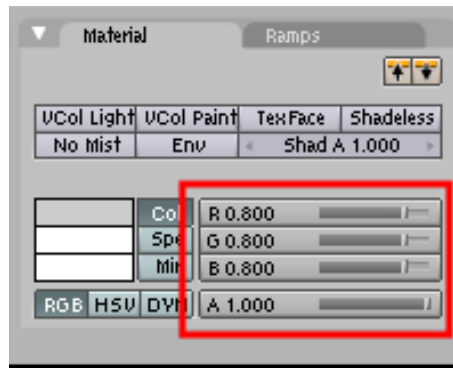 Material Ramps
VCol Light VCol Paint TexFace Shadeless
No Mist Env Shad A 1.000
Col R 0.800
Spe G 0.800
Mir B 0.800
RGB HSV DYN A 1.000